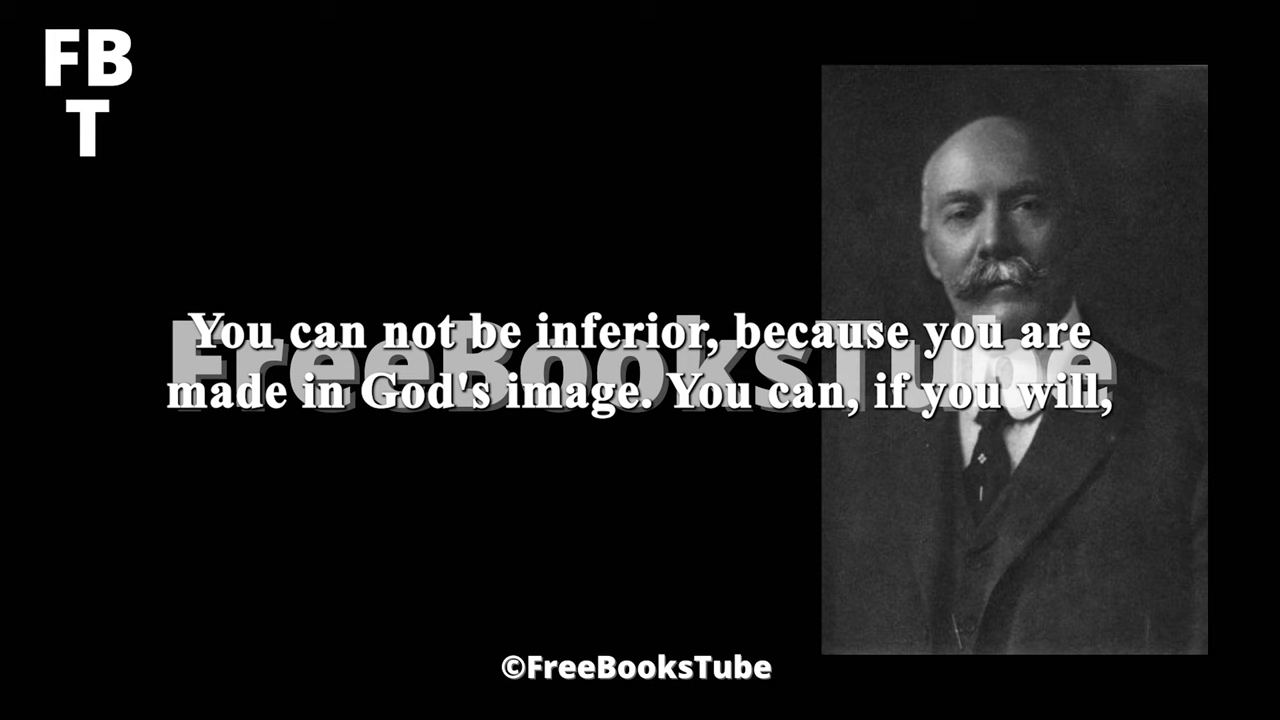 FB
T
FreeBooksTube
You can not be inferior, because you are
made in God's image. You can, if you will,
©FreeBooksTube